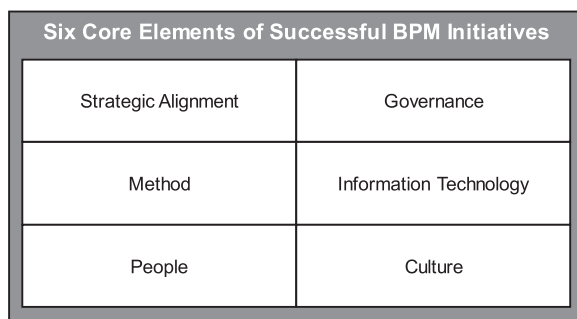 Six Core Elements of Successful BPM Initiatives
Strategic Alignment
Governance
Method
Information Technology
People
Culture